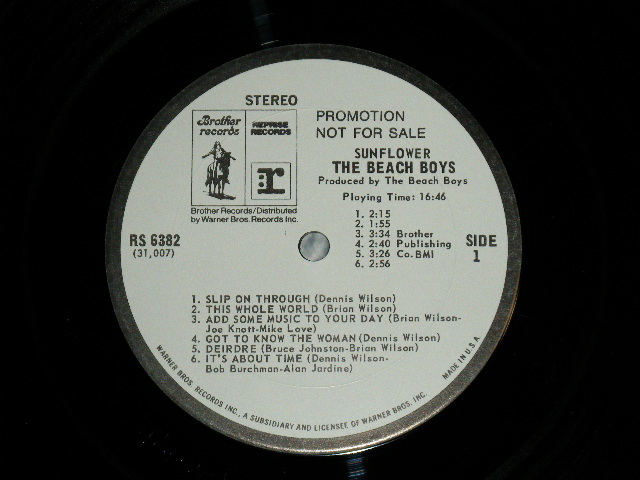 STEREO
Brother
records
REPRISE
RECORDS
r
Brother Records/Distributed
by Warner Bros. Records Inc.
PROMOTION
NOT FOR SALE
SUNFLOWER
THE BEACH BOYS
Produced by The Beach Boys
Playing Time: 16:46
1. 2:15
2. 1:55
3. 3:34 Brother
4. 2:40 Publishing
5. 3:26 Co.BMI
6. 2:56
RS 6382
(31,007)
SIDE
1
1. SLIP ON THROUGH (Dennis Wilson)
2. THIS WHOLE WORLD (Brian Wilson)
3. ADD SOME MUSIC TO YOUR DAY (Brian Wilson-
Joe Knott-Mike Love)
4. GOT TO KNOW THE WOMAN (Dennis Wilson)
5. DEIRDRE (Bruce Johnston-Brian Wilson)
6. IT'S ABOUT TIME (Dennis Wilson-
Bob Burchman-Alan Jardine)
WARNER BROS. RECORDS INC., A SUBSIDIARY AND LICENSEE OF WARNER BROS. INC.
MADE IN U.S.A.